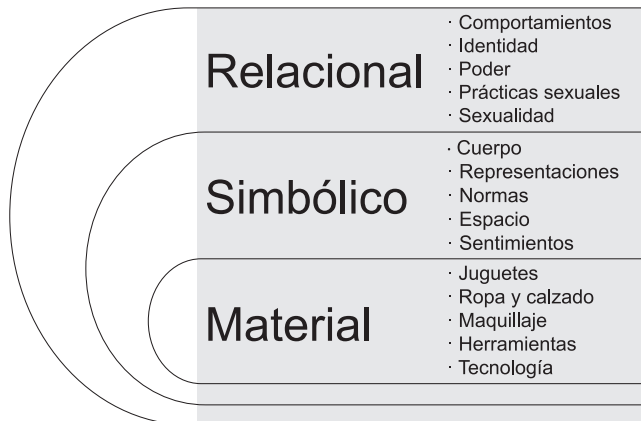 Relacional
· Comportamientos
· Identidad
· Poder
· Prácticas sexuales
· Sexualidad
Simbólico
· Cuerpo
· Representaciones
· Normas
· Espacio
· Sentimientos
Material
· Juguetes
· Ropa y calzado
· Maquillaje
· Herramientas
· Tecnología